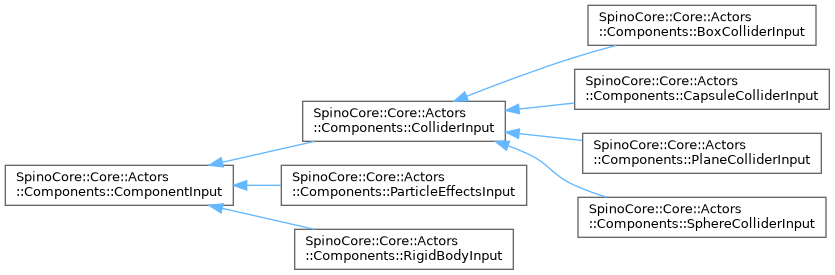 SpinoCore::Core::Actors
::Components::BoxColliderInput
SpinoCore::Core::Actors
::Components::CapsuleColliderInput
SpinoCore::Core::Actors
::Components::ColliderInput
SpinoCore::Core::Actors
::Components::PlaneColliderInput
SpinoCore::Core::Actors
::Components::ComponentInput
SpinoCore::Core::Actors
::Components::ParticleEffectsInput
SpinoCore::Core::Actors
::Components::SphereColliderInput
SpinoCore::Core::Actors
::Components::RigidBodyInput